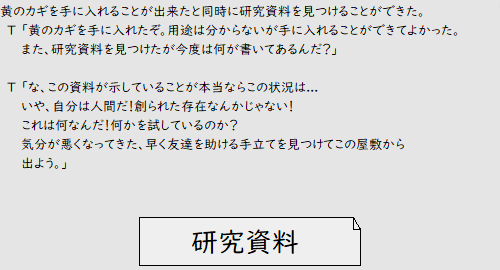 黄のカギを手に入れることが出来たと同時に研究資料を見つけることができた。
T「黄のカギを手に入れたぞ。用途は分からないが手に入れることができてよかった。
また、研究資料を見つけたが今度は何が書いてあるんだ？」
T「な、この資料が示していることが本当ならこの状況は…
いや、自分は人間だ！創られた存在なんかじゃない！
これは何なんだ！何かを試しているのか？
気分が悪くなってきた、早く友達を助ける手立てを見つけてこの屋敷から
出よう。」
研究資料